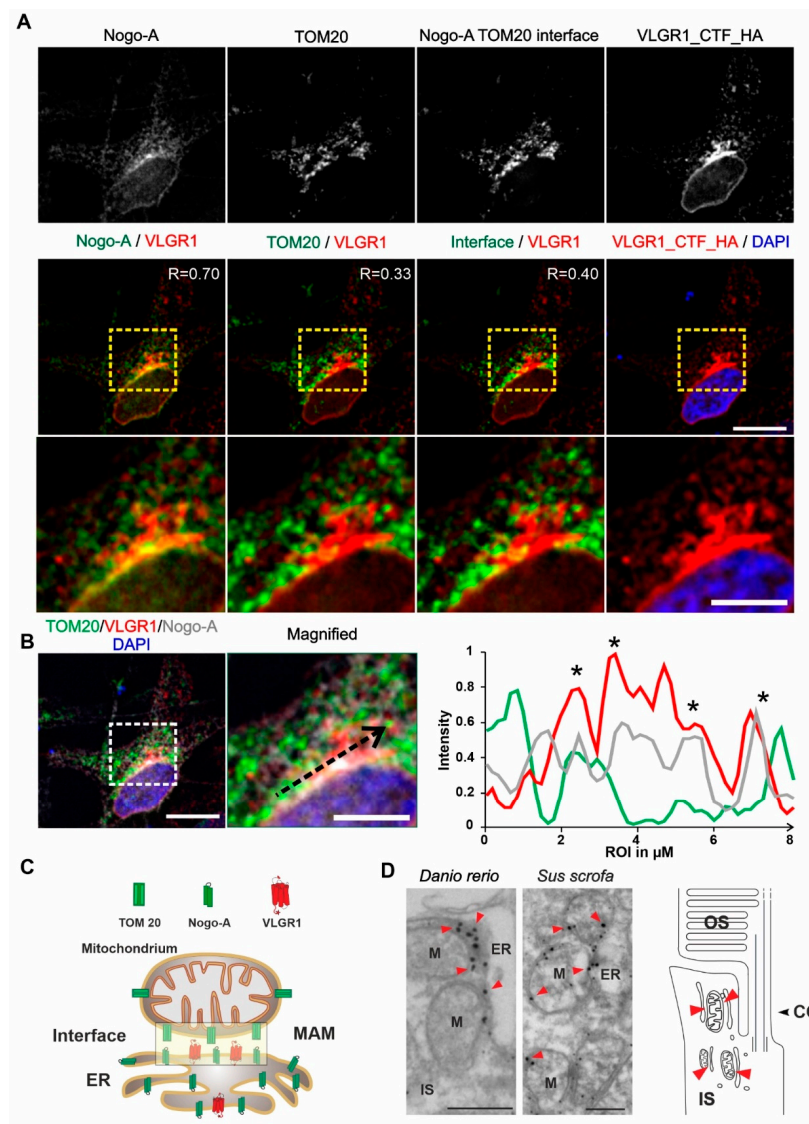 A
Nogo-A TOM20 Nogo-A TOM20 interface VLGR1_CTF_HA
Nogo-A / VLGR1 TOM20 / VLGR1 Interface / VLGR1 VLGR1_CTF_HA / DAPI
R=0.70 R=0.33 R=0.40
B
TOM20/VLGR1/Nogo-A
DAPI
Magnified
* * * *
Intensity
1
0.8
0.6
0.4
0.2
0
0 2 4 6 8
ROI in µM
C
TOM 20 Nogo-A VLGR1
Mitochondrium
Interface MAM
ER
D
Danio rerio Sus scrofa
M ER M
M ER
IS M
OS
CC
IS